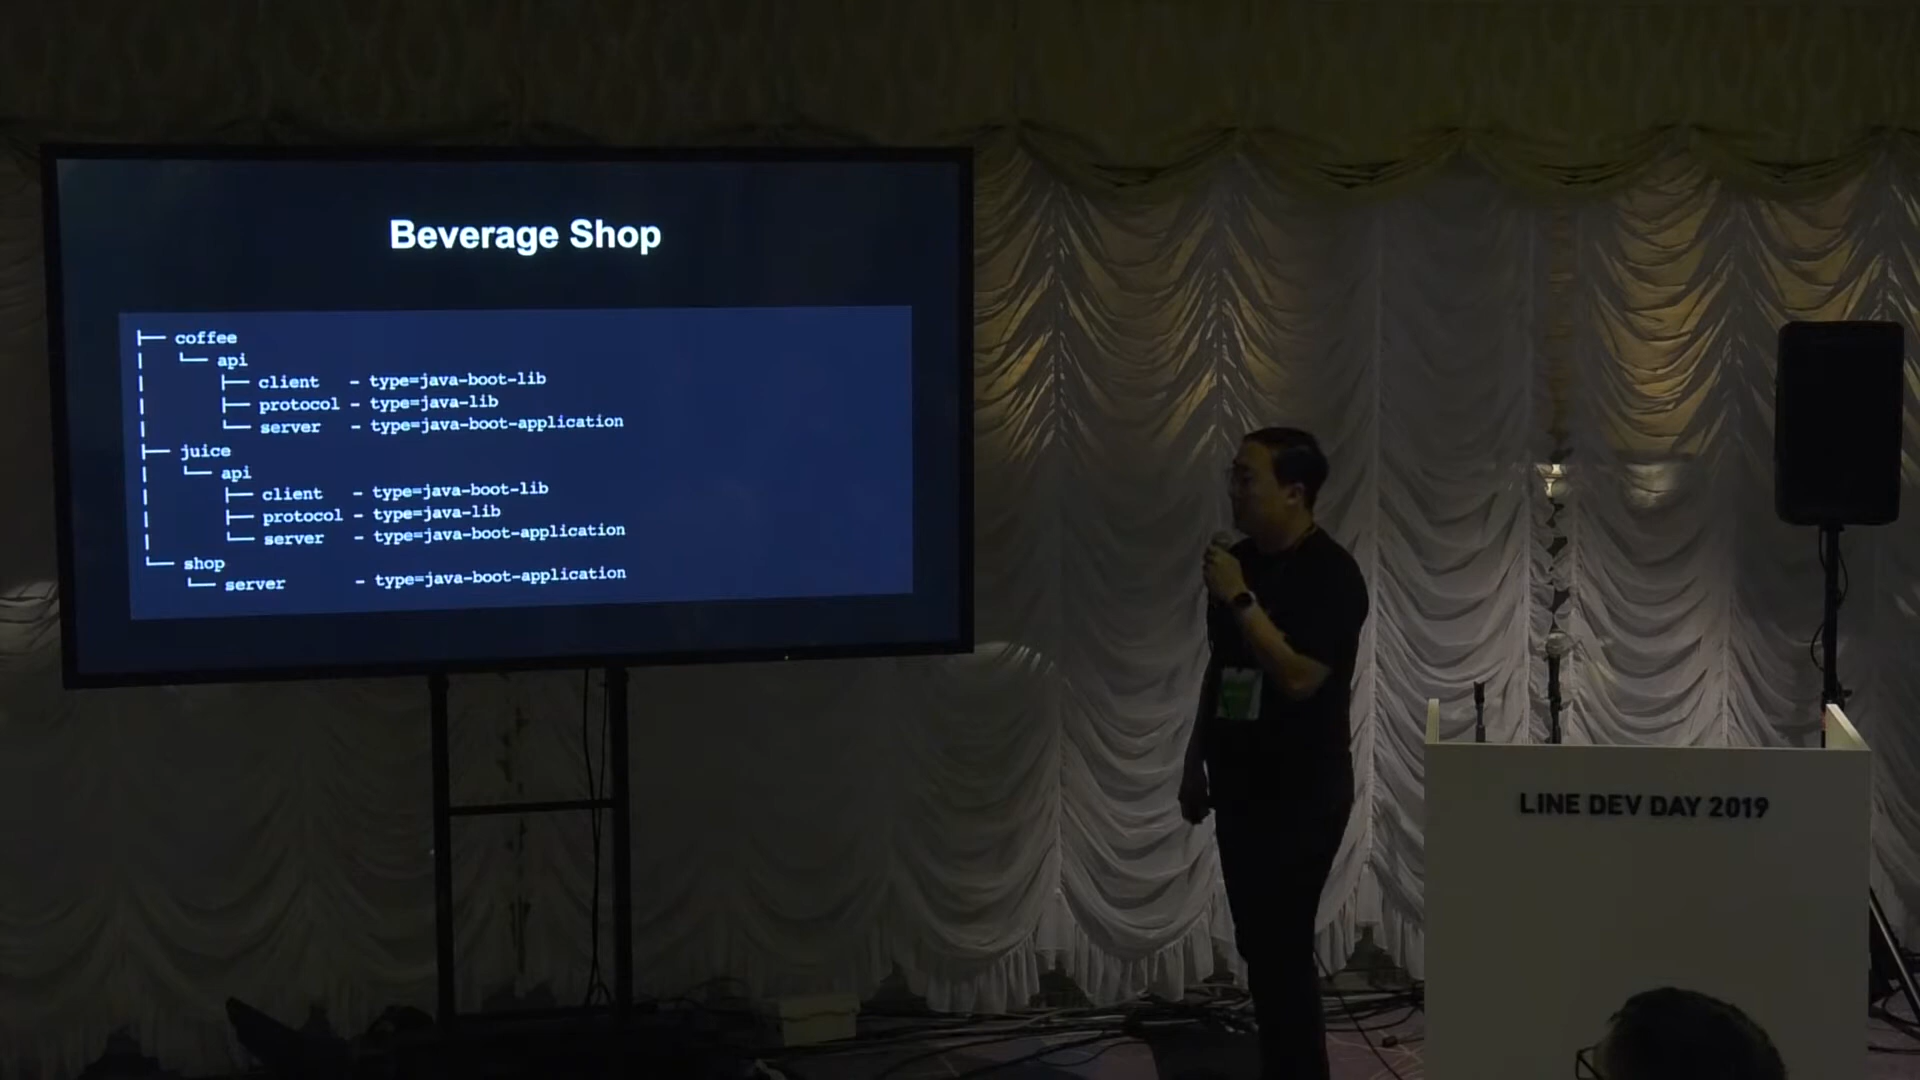 Beverage Shop
├── coffee
│   └── api
│       ├── client   - type=java-boot-lib
│       ├── protocol - type=java-lib
│       └── server   - type=java-boot-application
├── juice
│   └── api
│       ├── client   - type=java-boot-lib
│       ├── protocol - type=java-lib
│       └── server   - type=java-boot-application
└── shop
    └── server       - type=java-boot-application
LINE DEV DAY 2019